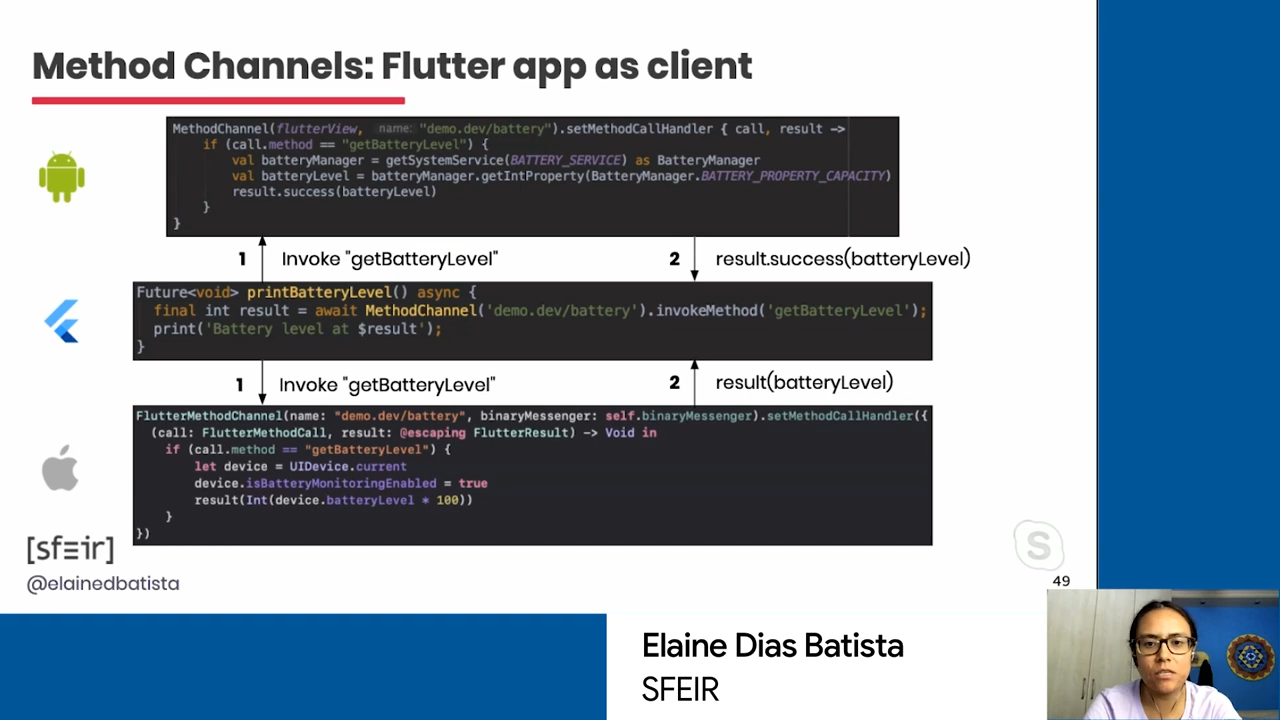 Method Channels: Flutter app as client
MethodChannel(flutterView, name: "demo.dev/battery").setMethodCallHandler { call, result ->
if (call.method == "getBatteryLevel") {
val batteryManager = getSystemService(BATTERY_SERVICE) as BatteryManager
val batteryLevel = batteryManager.getIntProperty(BatteryManager.BATTERY_PROPERTY_CAPACITY)
result.success(batteryLevel)
}
}
1 Invoke "getBatteryLevel" 2 result.success(batteryLevel)
Future<void> printBatteryLevel() async {
final int result = await MethodChannel('demo.dev/battery').invokeMethod('getBatteryLevel');
print('Battery level at $result');
}
1 Invoke "getBatteryLevel" 2 result(batteryLevel)
FlutterMethodChannel(name: "demo.dev/battery", binaryMessenger: self.binaryMessenger).setMethodCallHandler({
(call: FlutterMethodCall, result: @escaping FlutterResult) -> Void in
if (call.method == "getBatteryLevel") {
let device = UIDevice.current
device.isBatteryMonitoringEnabled = true
result(Int(device.batteryLevel * 100))
}
})
[sfΞir]
@elainedbatista
S
49
Elaine Dias Batista
SFEIR